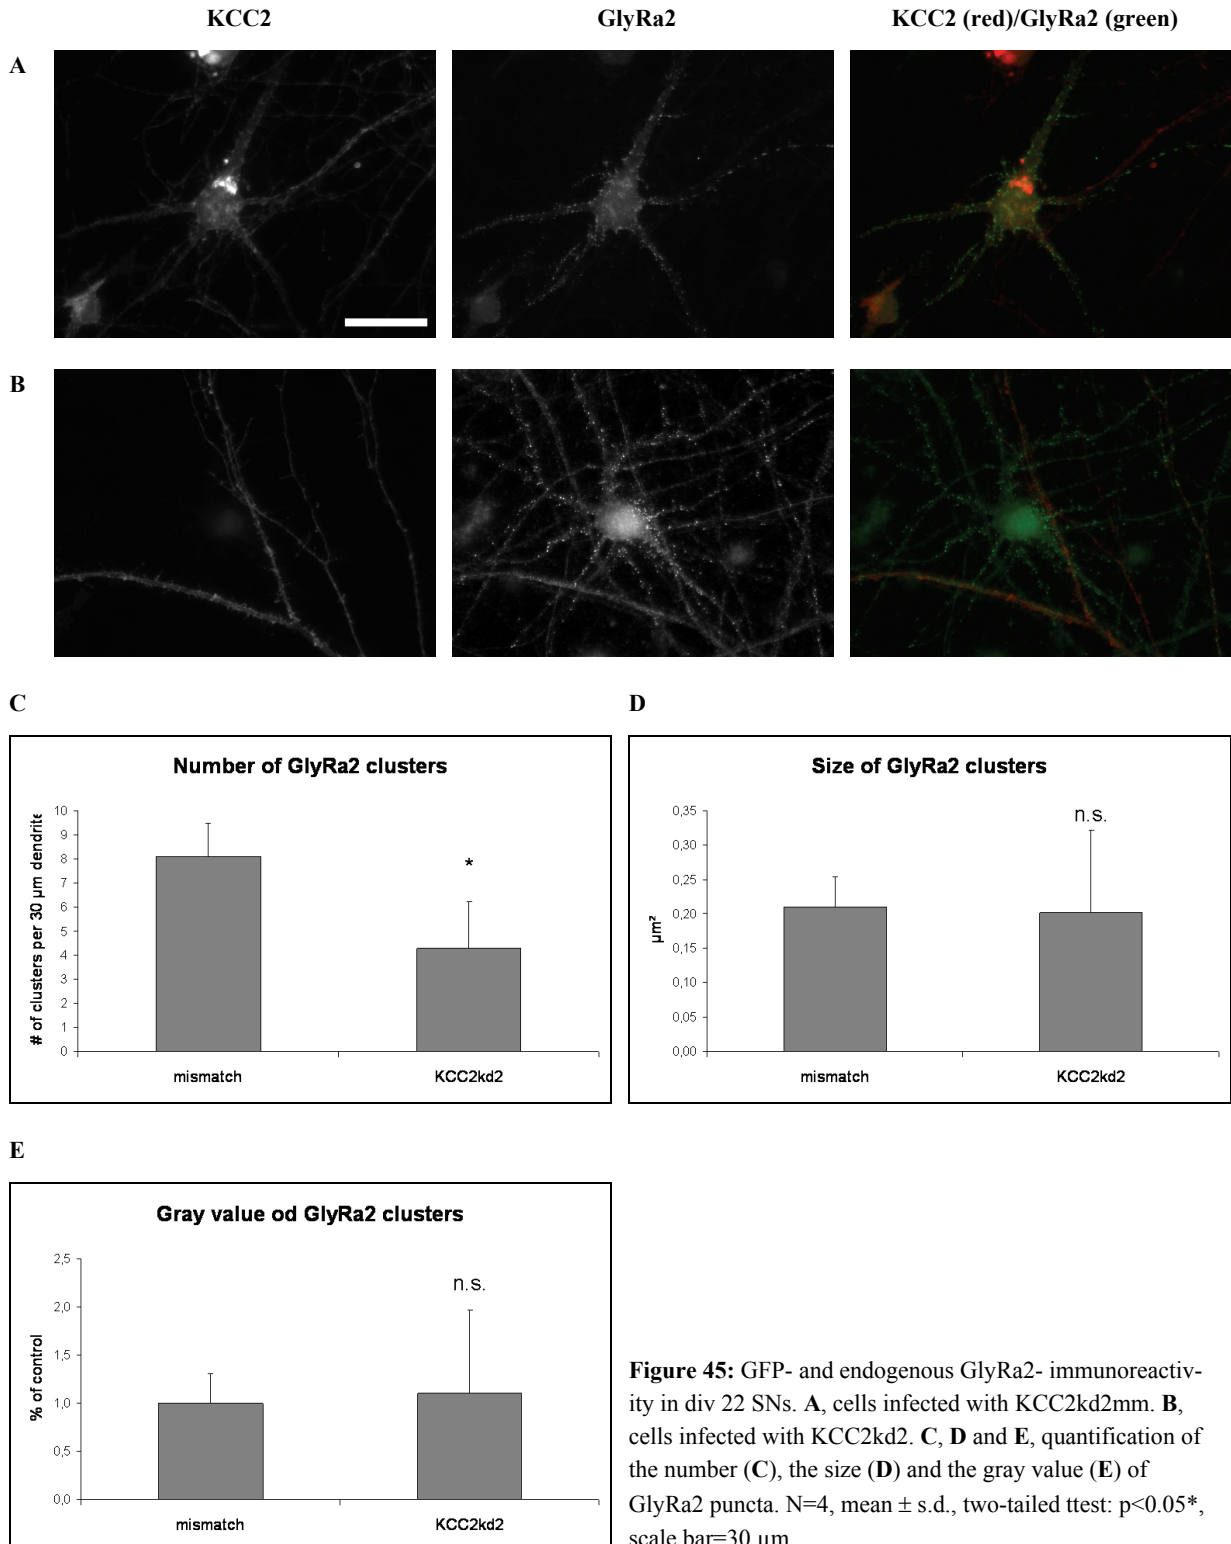 KCC2 GlyRa2 KCC2 (red)/GlyRa2 (green)
A
B
C
D
Number of GlyRa2 clusters
# of clusters per 30 µm dendrite
10
9
8
7
6
5
4
3
2
1
0
*
mismatch KCC2kd2
Size of GlyRa2 clusters
µm²
0,35
0,30
0,25
0,20
0,15
0,10
0,05
0,00
n.s.
mismatch KCC2kd2
E
Gray value od GlyRa2 clusters
% of control
2,5
2,0
1,5
1,0
0,5
0,0
n.s.
mismatch KCC2kd2
Figure 45: GFP- and endogenous GlyRa2- immunoreactiv-
ity in div 22 SNs. A, cells infected with KCC2kd2mm. B,
cells infected with KCC2kd2. C, D and E, quantification of
the number (C), the size (D) and the gray value (E) of
GlyRa2 puncta. N=4, mean ± s.d., two-tailed ttest: p<0.05*,
scale bar=30 µm